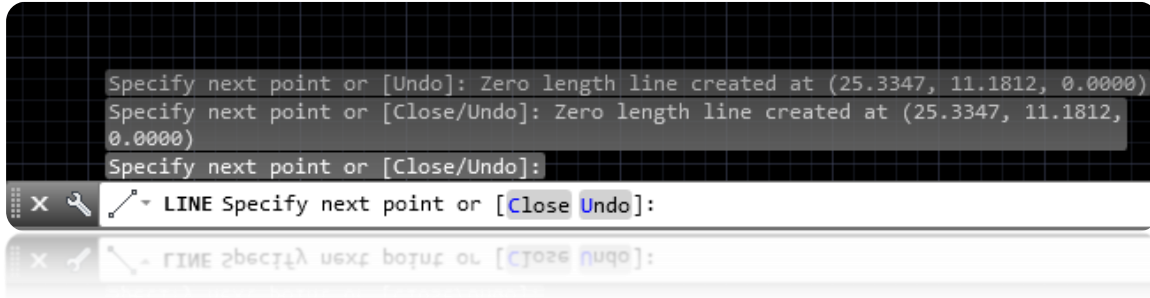 Specify next point or [Undo]: Zero length line created at (25.3347, 11.1812, 0.0000)
Specify next point or [Close/Undo]: Zero length line created at (25.3347, 11.1812,
0.0000)
Specify next point or [Close/Undo]:
LINE Specify next point or [Close Undo]: